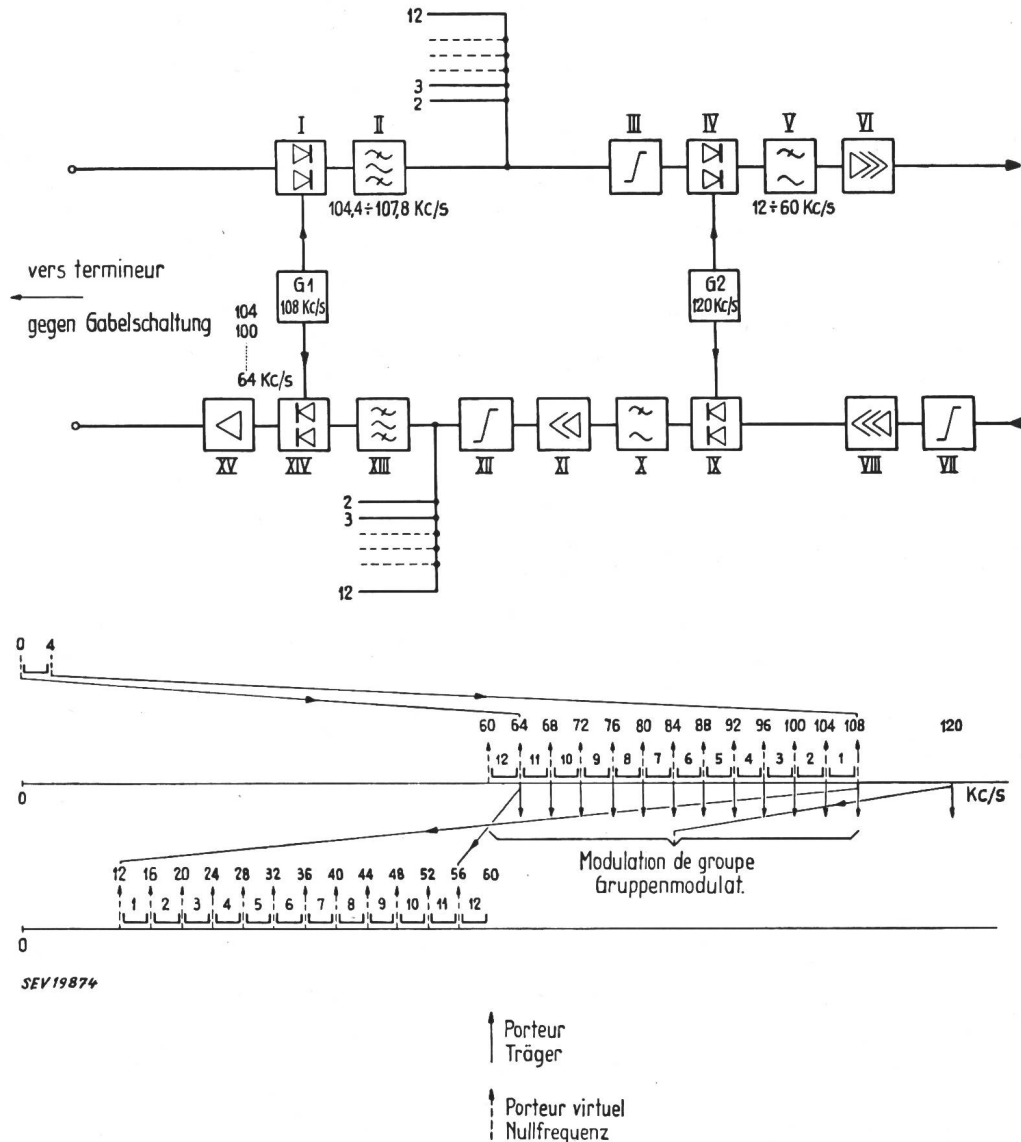 12
3
2
I II III IV V VI
104,4÷107,8 Kc/s
12÷60 Kc/s
vers termineur
gegen Gabelschaltung
G1
108 Kc/s
G2
120 Kc/s
104
100
64 Kc/s
XV XIV XIII XII XI X IX VIII VII
2
3
12
0 4
60 64 68 72 76 80 84 88 92 96 100 104 108 120
12 11 10 9 8 7 6 5 4 3 2 1
0 Kc/s
Modulation de groupe
Gruppenmodulat.
12 16 20 24 28 32 36 40 44 48 52 56 60
1 2 3 4 5 6 7 8 9 10 11 12
0
SEV 19874
Porteur
Träger
Porteur virtuel
Nullfrequenz